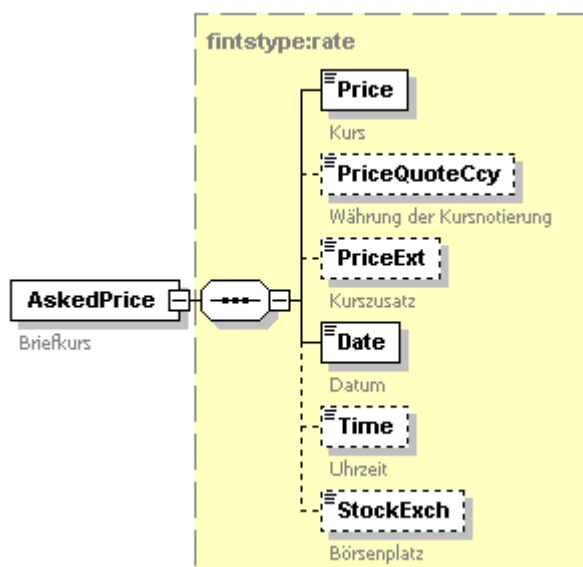 fintstype:rate
Price
Kurs
PriceQuoteCcy
Währung der Kursnotierung
PriceExt
Kurszusatz
AskedPrice
Briefkurs
Date
Datum
Time
Uhrzeit
StockExch
Börsenplatz